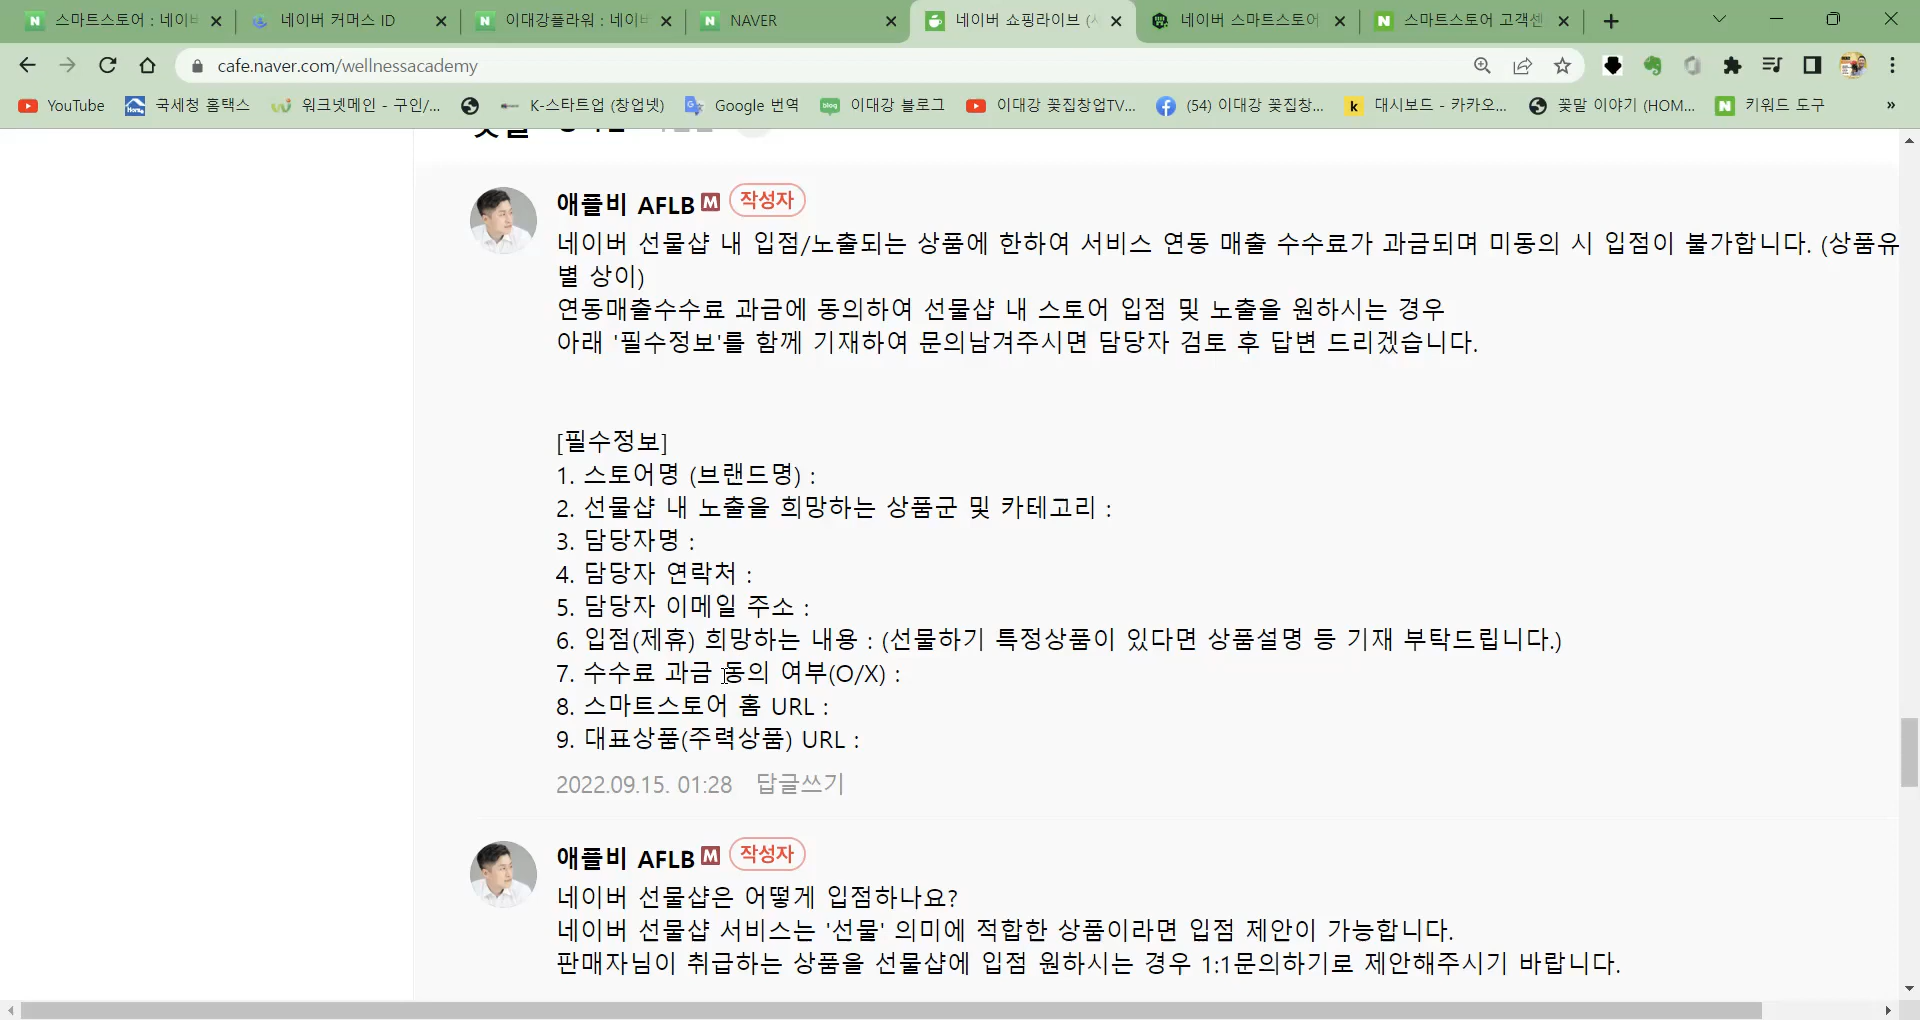 스마트스토어 : 네이버
네이버 커머스 ID
이대강플라워 : 네이버
NAVER
네이버 쇼핑라이브 (
네이버 스마트스토어
스마트스토어 고객센
cafe.naver.com/wellnessacademy
YouTube
국세청 홈택스
워크넷메인 - 구인/...
K-스타트업 (창업넷)
Google 번역
이대강 블로그
이대강 꽃집창업TV...
(54) 이대강 꽃집창...
대시보드 - 카카오...
꽃말 이야기 (HOM...
키워드 도구
»
애플비 AFLB M 작성자
네이버 선물샵 내 입점/노출되는 상품에 한하여 서비스 연동 매출 수수료가 과금되며 미동의 시 입점이 불가합니다. (상품유
별 상이)
연동매출수수료 과금에 동의하여 선물샵 내 스토어 입점 및 노출을 원하시는 경우
아래 '필수정보'를 함께 기재하여 문의남겨주시면 담당자 검토 후 답변 드리겠습니다.
[필수정보]
1. 스토어명 (브랜드명) :
2. 선물샵 내 노출을 희망하는 상품군 및 카테고리 :
3. 담당자명 :
4. 담당자 연락처 :
5. 담당자 이메일 주소 :
6. 입점(제휴) 희망하는 내용 : (선물하기 특정상품이 있다면 상품설명 등 기재 부탁드립니다.)
7. 수수료 과금 동의 여부(O/X) :
8. 스마트스토어 홈 URL :
9. 대표상품(주력상품) URL :
2022.09.15. 01:28 답글쓰기
애플비 AFLB M 작성자
네이버 선물샵은 어떻게 입점하나요?
네이버 선물샵 서비스는 '선물' 의미에 적합한 상품이라면 입점 제안이 가능합니다.
판매자님이 취급하는 상품을 선물샵에 입점 원하시는 경우 1:1문의하기로 제안해주시기 바랍니다.